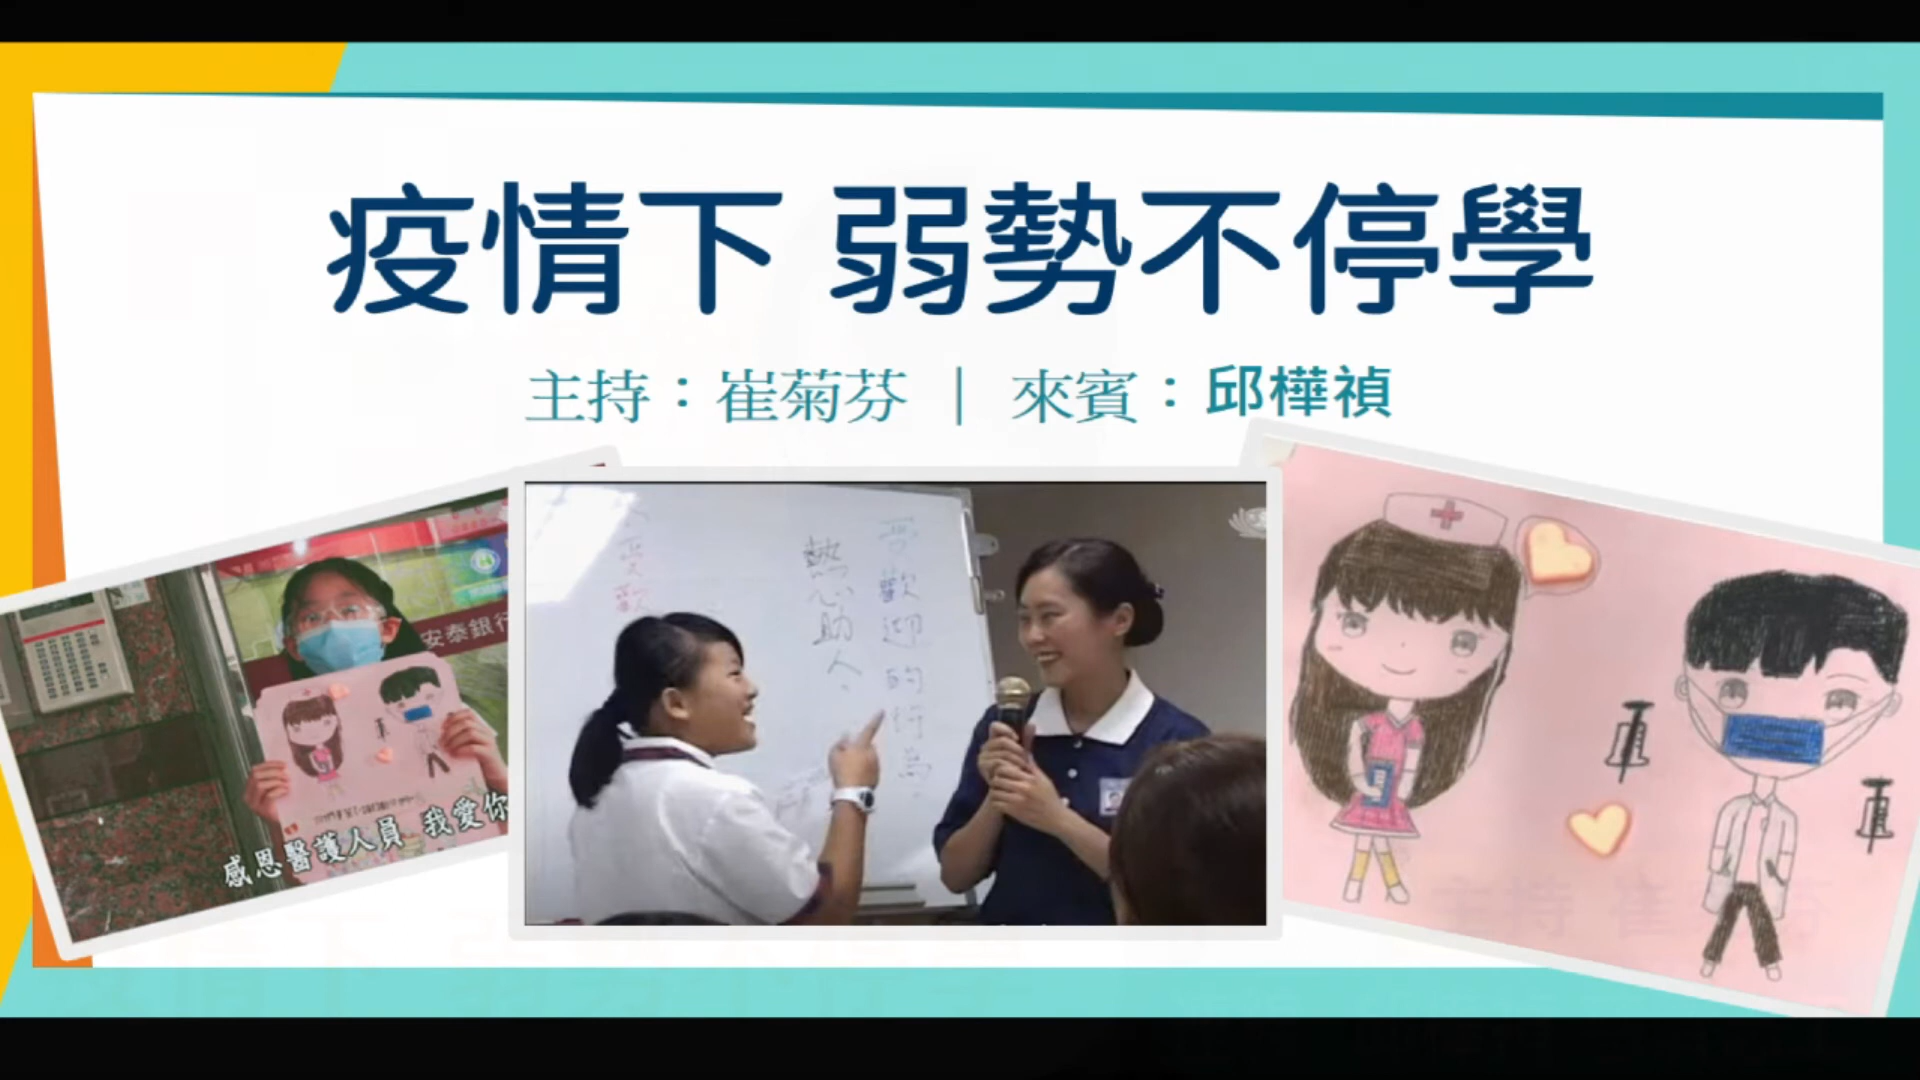 疫情下 弱勢不停學
主持：崔菊芬 ｜ 來賓：邱樺禎
安泰銀行
感恩醫護人員 我愛你
受歡迎的行為
熱心助人、